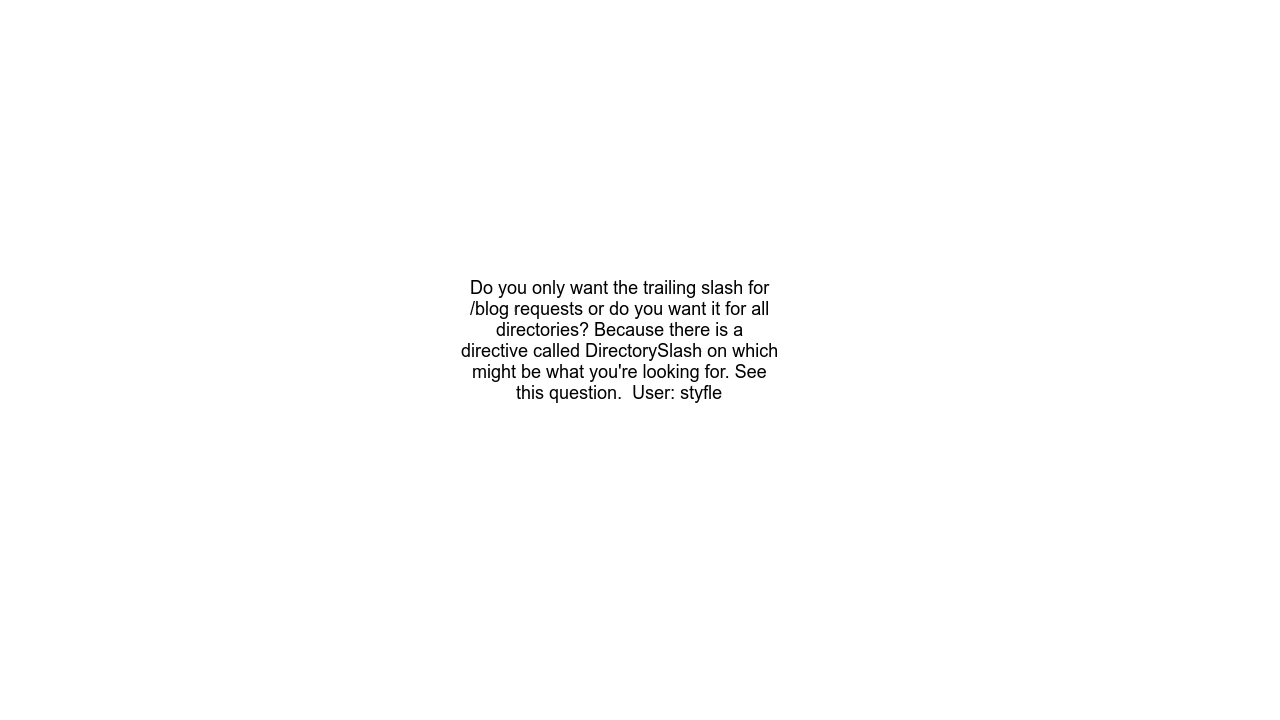 Do you only want the trailing slash for
/blog requests or do you want it for all
directories? Because there is a
directive called DirectorySlash on which
might be what you're looking for. See
this question.  User: styfle